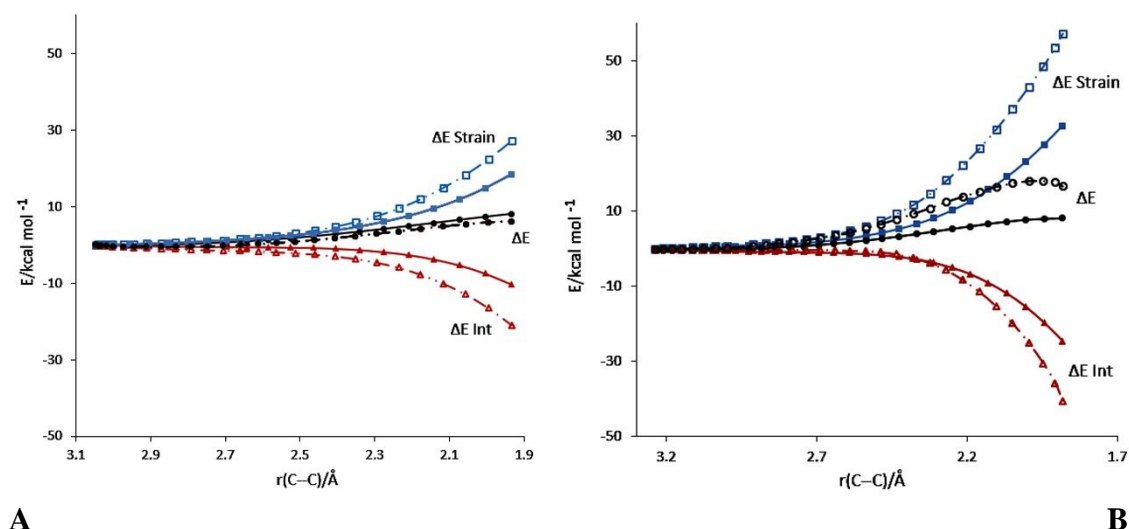 50
30
10
-10
-30
-50
E/kcal mol -1
ΔE Strain
ΔE
ΔE Int
3.1 2.9 2.7 2.5 2.3 2.1 1.9
r(C--C)/Å
A
50
30
10
-10
-30
-50
E/kcal mol -1
ΔE Strain
ΔE
ΔE Int
3.2 2.7 2.2 1.7
r(C--C)/Å
B